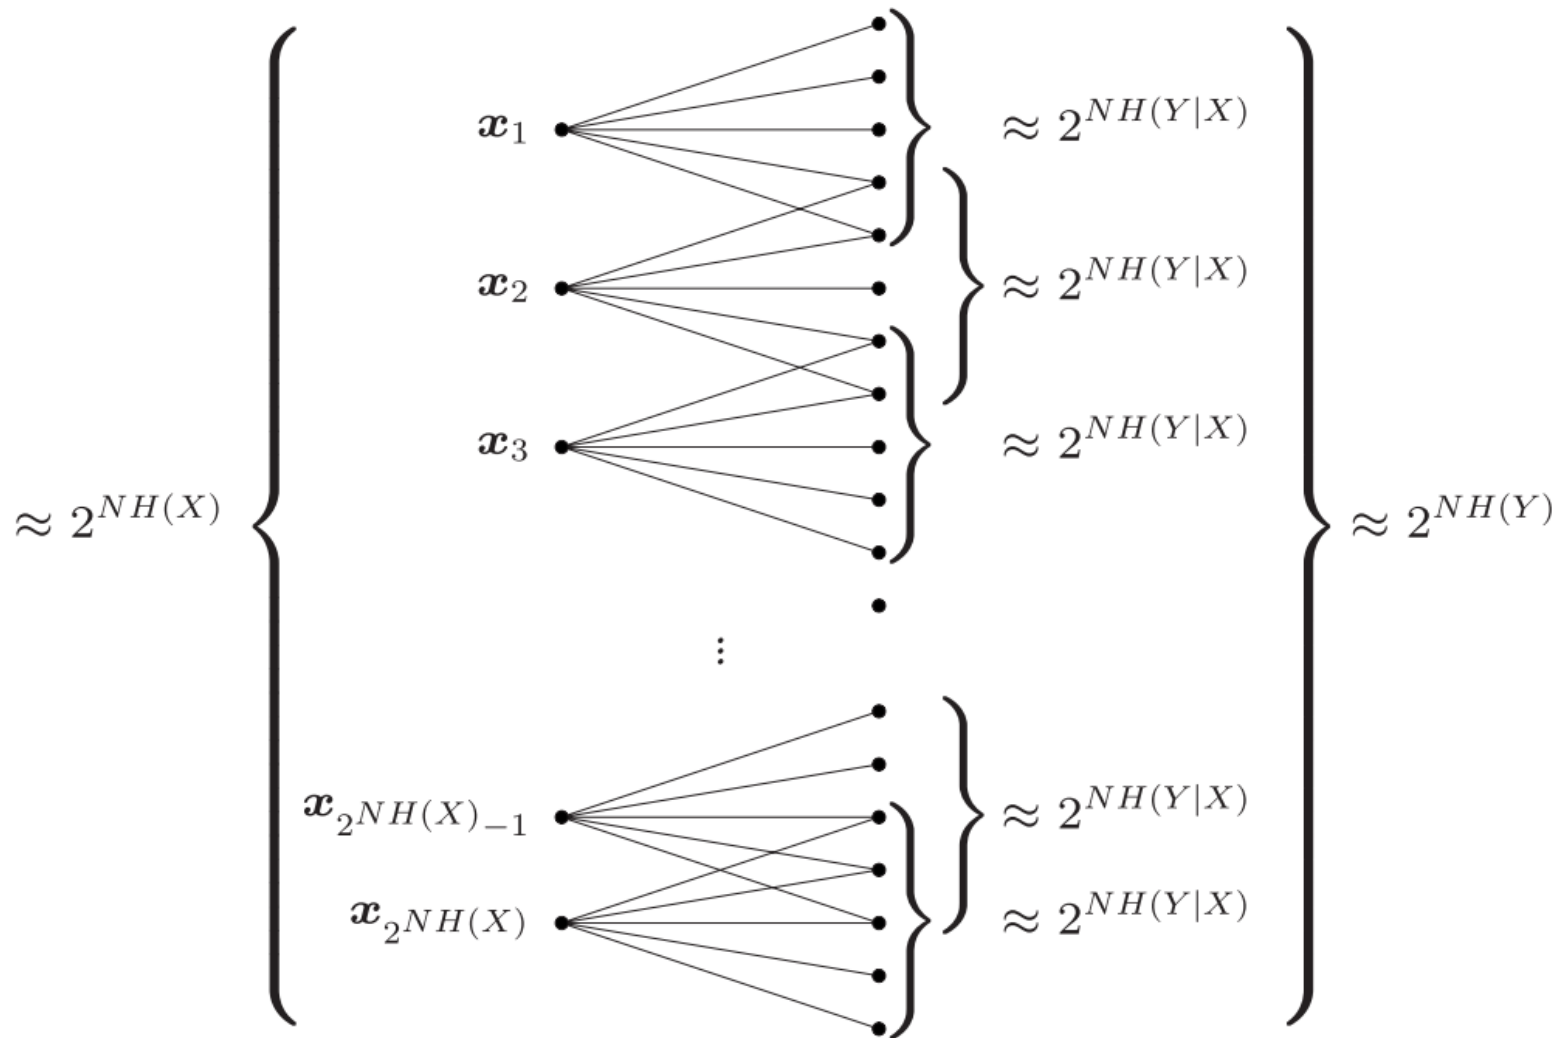 x₁ ≈ 2^{NH(Y|X)}
x₂ ≈ 2^{NH(Y|X)}
x₃ ≈ 2^{NH(Y|X)}
≈ 2^{NH(X)} ≈ 2^{NH(Y)}
⋮
x_{2^{NH(X)}−1} ≈ 2^{NH(Y|X)}
x_{2^{NH(X)}} ≈ 2^{NH(Y|X)}